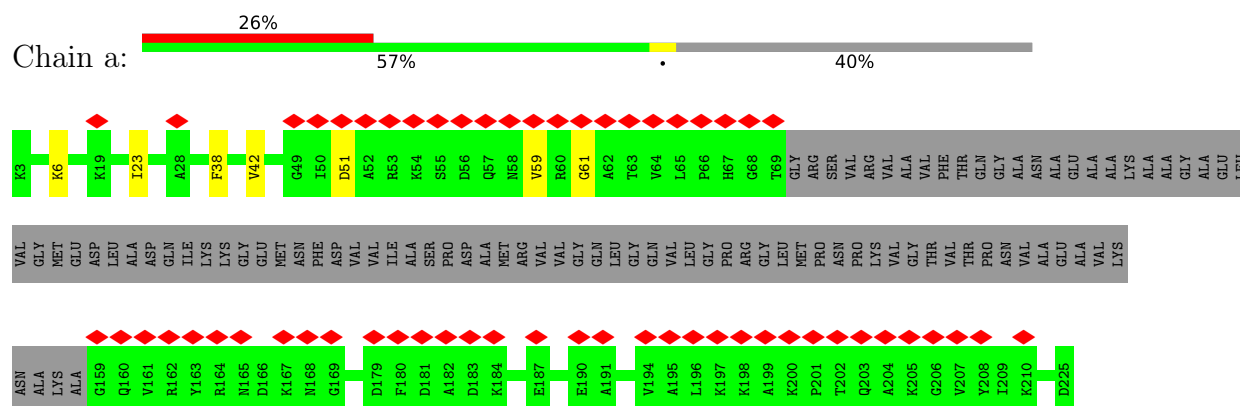 26%
Chain a:
57%
•
40%
K3 K6 K19 I23 A28 F38 V42 G49 I50 D51 A52 R53 K54 S55 D56 Q57 N58 V59 R60 G61 A62 T63 V64 L65 P66 H67 G68 T69 GLY ARG SER VAL ARG VAL ALA VAL PHE THR GLN GLY ALA ASN ALA GLU ALA ALA LYS ALA ALA GLY ALA GLU LEU
VAL GLY MET GLU ASP LEU ALA ASP GLN ILE LYS LYS GLY GLU MET ASN PHE ASP VAL VAL ILE ALA SER PRO ASP ALA MET ARG VAL VAL GLY GLN LEU GLY GLN VAL LEU GLY PRO ARG GLY LEU MET PRO ASN PRO LYS VAL GLY THR VAL THR PRO ASN VAL ALA GLU ALA VAL LYS
ASN ALA LYS ALA G159 Q160 V161 R162 Y163 R164 N165 D166 K167 N168 G169 D179 F180 D181 A182 D183 K184 E187 E190 A191 V194 A195 L196 K197 K198 A199 K200 P201 T202 Q203 A204 K205 G206 V207 Y208 I209 K210 D225